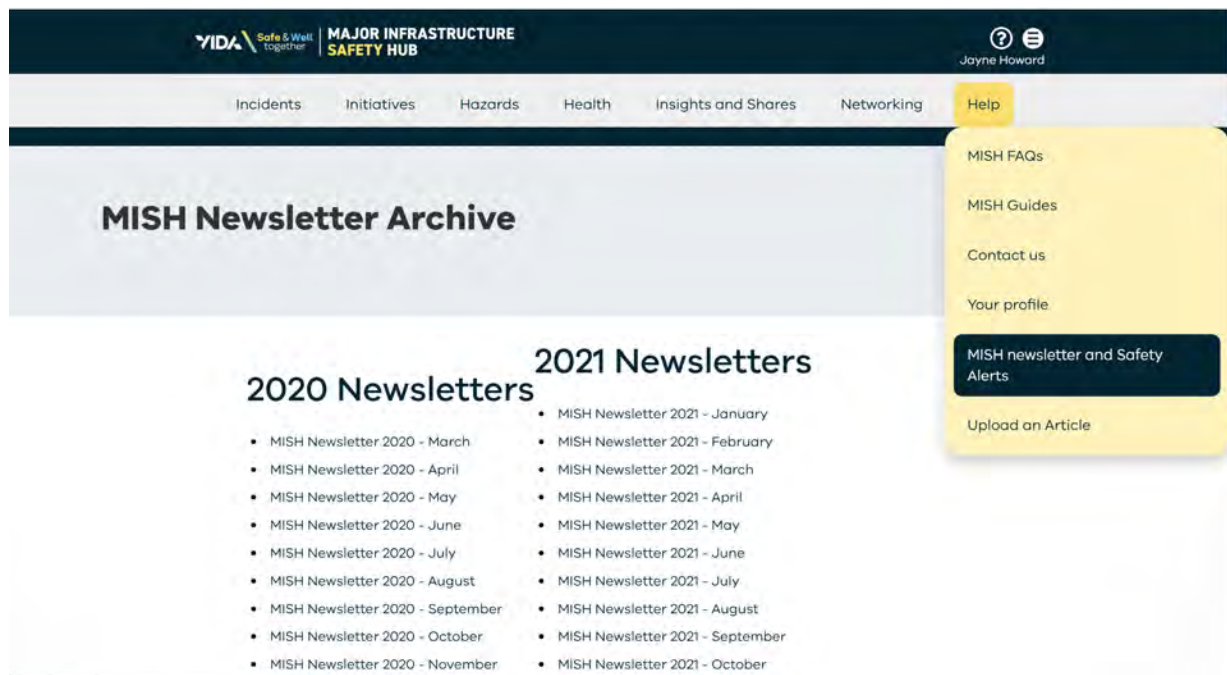 VIDA Safe & Well together MAJOR INFRASTRUCTURE SAFETY HUB
Jayne Howard
Incidents Initiatives Hazards Health Insights and Shares Networking Help
MISH FAQs
MISH Guides
Contact us
Your profile
MISH newsletter and Safety
Alerts
Upload an Article
MISH Newsletter Archive
2020 Newsletters
• MISH Newsletter 2020 - March
• MISH Newsletter 2020 - April
• MISH Newsletter 2020 - May
• MISH Newsletter 2020 - June
• MISH Newsletter 2020 - July
• MISH Newsletter 2020 - August
• MISH Newsletter 2020 - September
• MISH Newsletter 2020 - October
• MISH Newsletter 2020 - November
2021 Newsletters
• MISH Newsletter 2021 - January
• MISH Newsletter 2021 - February
• MISH Newsletter 2021 - March
• MISH Newsletter 2021 - April
• MISH Newsletter 2021 - May
• MISH Newsletter 2021 - June
• MISH Newsletter 2021 - July
• MISH Newsletter 2021 - August
• MISH Newsletter 2021 - September
• MISH Newsletter 2021 - October